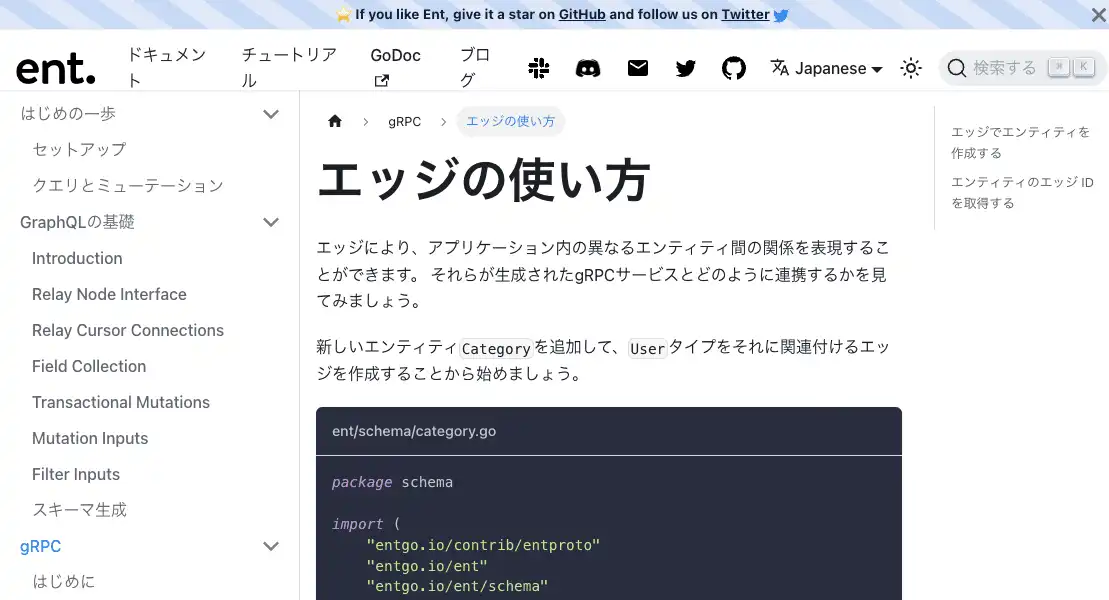 ⭐ If you like Ent, give it a star on GitHub and follow us on Twitter
ent.
ドキュメン
ト
チュートリア
ル
GoDoc
ブロ
グ
Japanese
検索する ⌘ K
はじめの一歩
セットアップ
クエリとミューテーション
GraphQLの基礎
Introduction
Relay Node Interface
Relay Cursor Connections
Field Collection
Transactional Mutations
Mutation Inputs
Filter Inputs
スキーマ生成
gRPC
はじめに
gRPC
エッジの使い方
エッジの使い方
エッジにより、アプリケーション内の異なるエンティティ間の関係を表現するこ
とができます。 それらが生成されたgRPCサービスとどのように連携するかを見
てみましょう。
新しいエンティティCategoryを追加して、Userタイプをそれに関連付けるエッ
ジを作成することから始めましょう。
ent/schema/category.go
package schema
import (
"entgo.io/contrib/entproto"
"entgo.io/ent"
"entgo.io/ent/schema"
エッジでエンティティを
作成する
エンティティのエッジ ID
を取得する